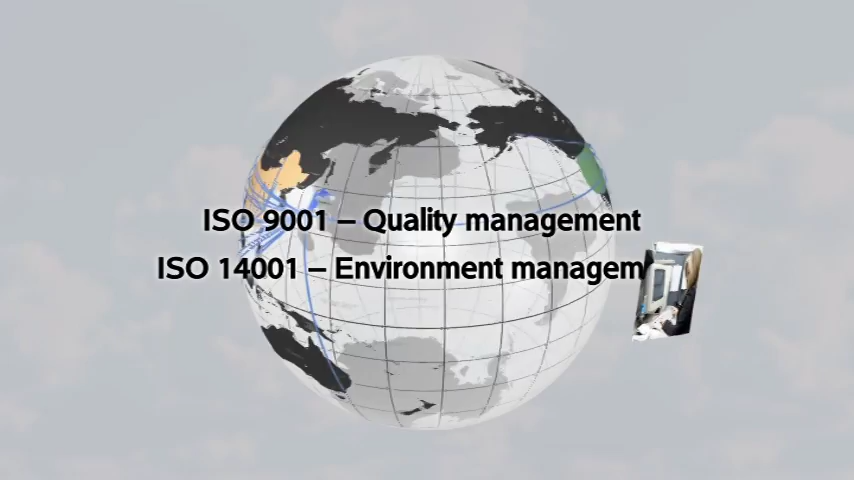 ISO 9001 – Quality management
ISO 14001 – Environment managem